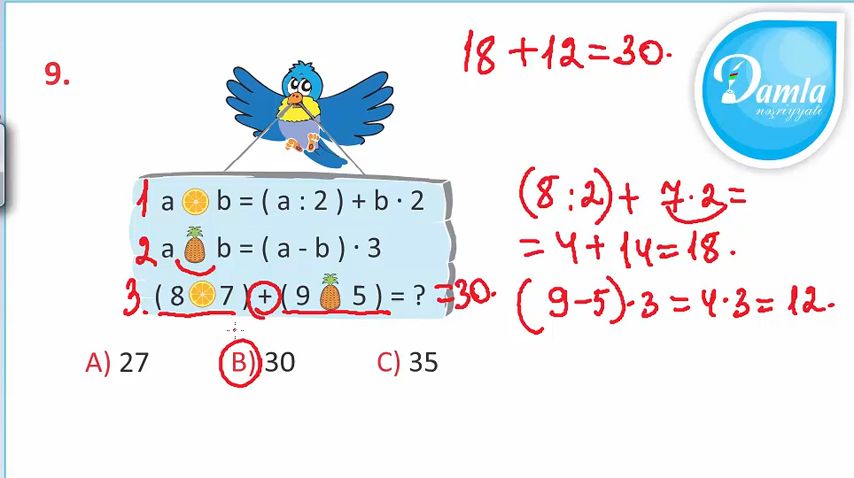 9.
18 + 12 = 30.
Damla
nəşriyyatı
1 a b = ( a : 2 ) + b · 2
2 a b = ( a - b ) · 3
3. ( 8 7 ) + ( 9 5 ) = ? = 30.
(8 : 2) + 7 · 2 =
= 4 + 14 = 18.
(9 - 5) · 3 = 4 · 3 = 12.
A) 27 B) 30 C) 35